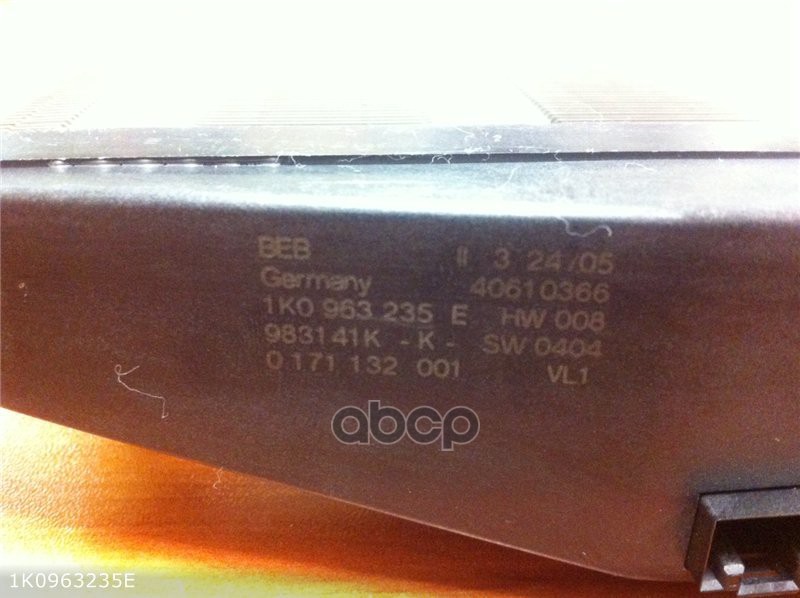 BEB II 3 24/05
Germany 40610366
1K0 963 235 E HW 008
983141K - K - SW 0404
0 171 132 001 VL1
abcp
1K0963235E